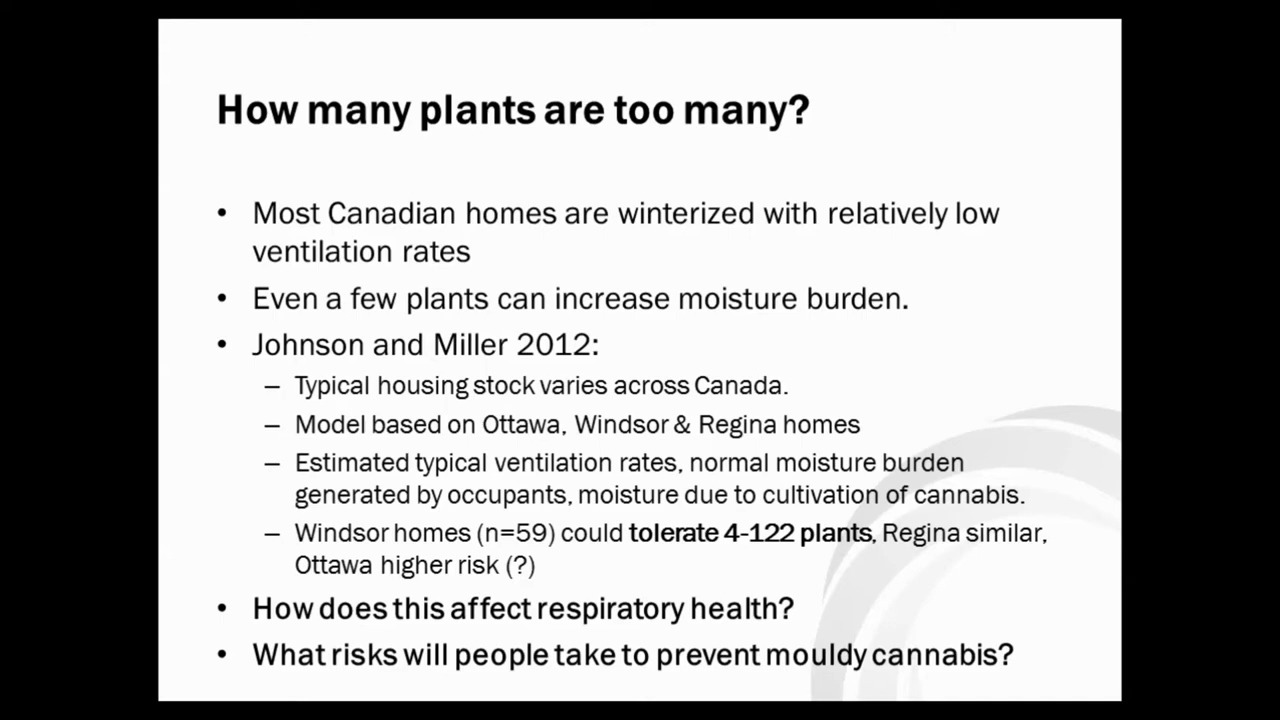 How many plants are too many?
• Most Canadian homes are winterized with relatively low
ventilation rates
• Even a few plants can increase moisture burden.
• Johnson and Miller 2012:
– Typical housing stock varies across Canada.
– Model based on Ottawa, Windsor & Regina homes
– Estimated typical ventilation rates, normal moisture burden
generated by occupants, moisture due to cultivation of cannabis.
– Windsor homes (n=59) could tolerate 4-122 plants, Regina similar,
Ottawa higher risk (?)
• How does this affect respiratory health?
• What risks will people take to prevent mouldy cannabis?